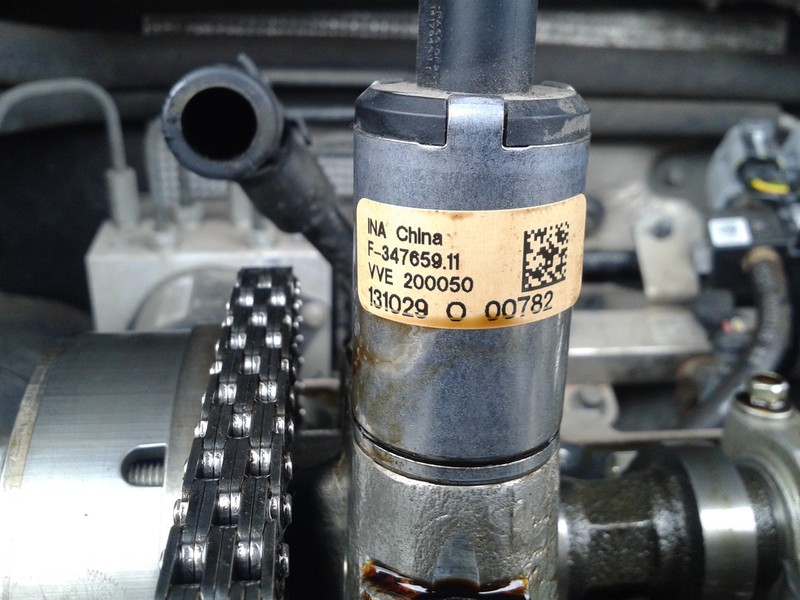 INA China
F-347659.11
VVE 200050
131029 O 00782